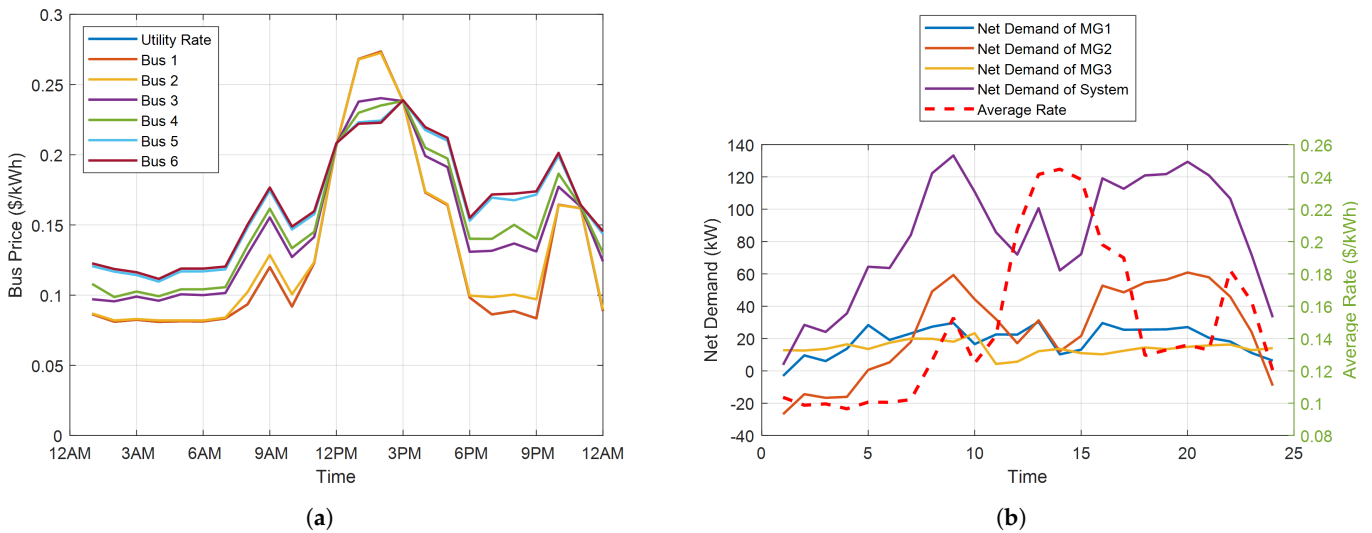 0.3
0.25
0.2
0.15
0.1
0.05
0
Bus Price ($/kWh)
Utility Rate
Bus 1
Bus 2
Bus 3
Bus 4
Bus 5
Bus 6
12AM 3AM 6AM 9AM 12PM 3PM 6PM 9PM 12AM
Time
(a)
Net Demand of MG1
Net Demand of MG2
Net Demand of MG3
Net Demand of System
Average Rate
140
120
100
80
60
40
20
0
-20
-40
Net Demand (kW)
0.26
0.24
0.22
0.2
0.18
0.16
0.14
0.12
0.1
0.08
Average Rate ($/kWh)
0 5 10 15 20 25
Time
(b)